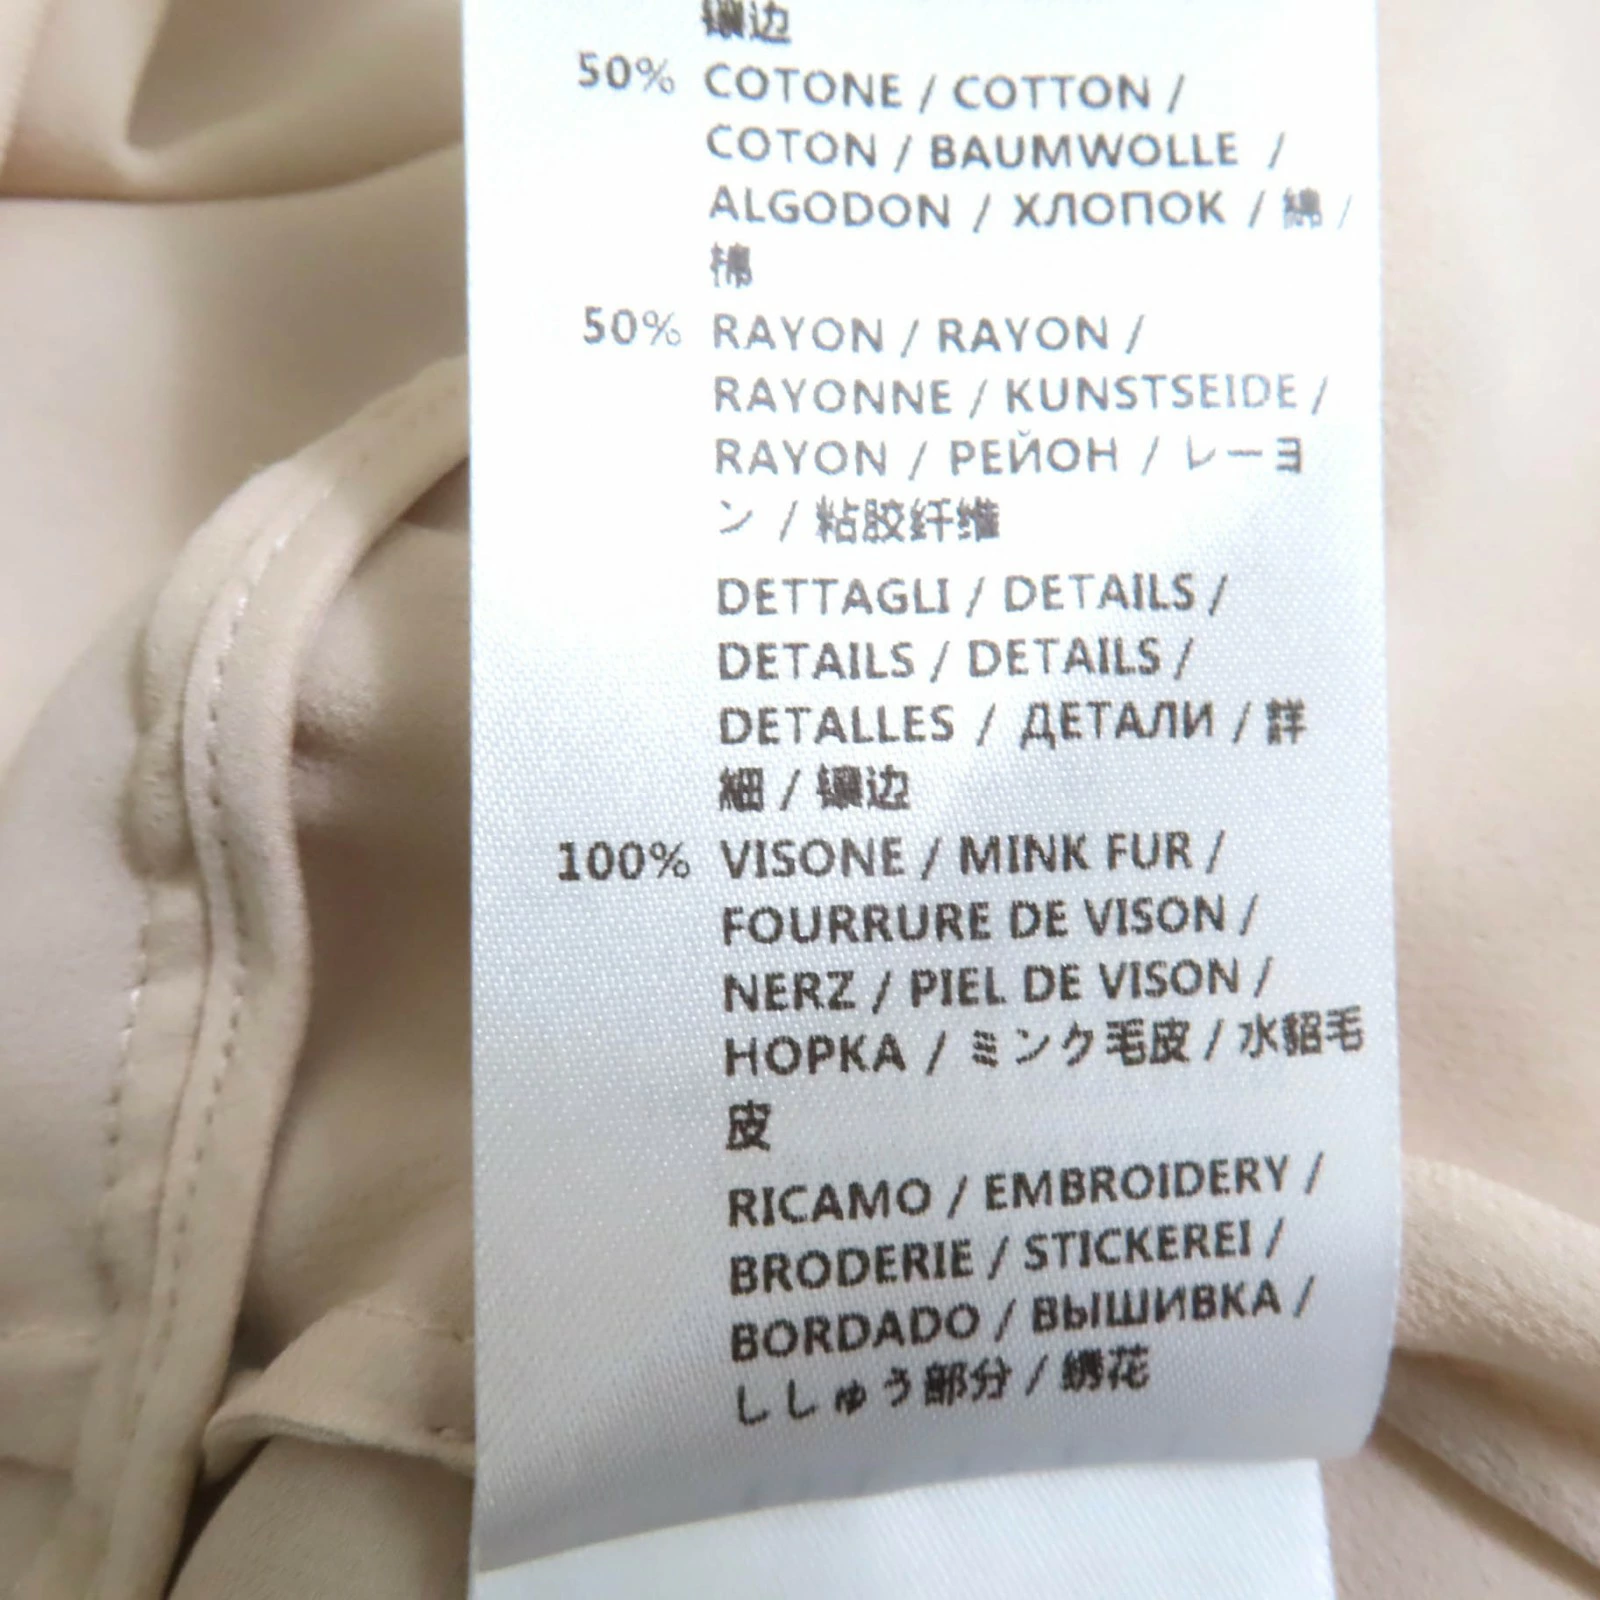 镶边
50% COTONE / COTTON /
COTON / BAUMWOLLE /
ALGODON / ХЛОПОК / 綿 /
棉
50% RAYON / RAYON /
RAYONNE / KUNSTSEIDE /
RAYON / РЕЙОН / レーヨ
ン / 粘胶纤维
DETTAGLI / DETAILS /
DETAILS / DETAILS /
DETALLES / ДЕТАЛИ / 詳
細 / 镶边
100% VISONE / MINK FUR /
FOURRURE DE VISON /
NERZ / PIEL DE VISON /
НОРКА / ミンク毛皮 / 水貂毛
皮
RICAMO / EMBROIDERY /
BRODERIE / STICKEREI /
BORDADO / ВЫШИВКА /
ししゅう部分 / 绣花